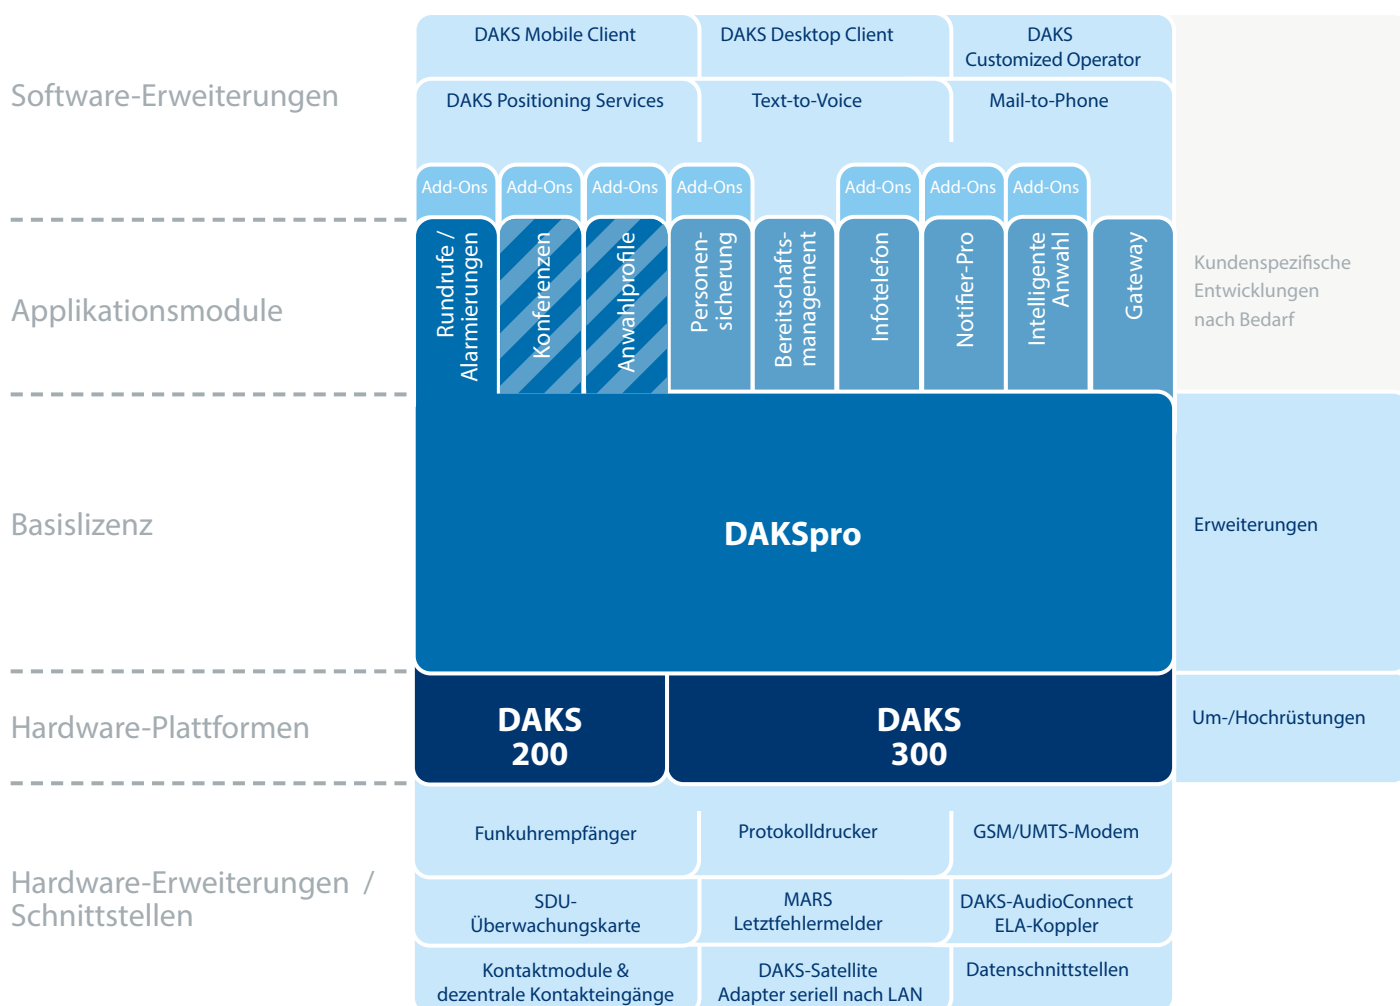 DAKS Mobile Client
DAKS Desktop Client
DAKS
Customized Operator
Software-Erweiterungen
DAKS Positioning Services
Text-to-Voice
Mail-to-Phone
Add-Ons
Add-Ons
Add-Ons
Add-Ons
Add-Ons
Add-Ons
Add-Ons
Applikationsmodule
Rundrufe /
Alarmierungen
Konferenzen
Anwahlprofile
Personen-
sicherung
Bereitschafts-
management
Infotelefon
Notifier-Pro
Intelligente
Anwahl
Gateway
Kundenspezifische
Entwicklungen
nach Bedarf
Basislizenz
DAKSpro
Erweiterungen
Hardware-Plattformen
DAKS
200
DAKS
300
Um-/Hochrüstungen
Hardware-Erweiterungen /
Schnittstellen
Funkuhrempfänger
Protokolldrucker
GSM/UMTS-Modem
SDU-
Überwachungskarte
MARS
Letztfehlermelder
DAKS-AudioConnect
ELA-Koppler
Kontaktmodule &
dezentrale Kontakteingänge
DAKS-Satellite
Adapter seriell nach LAN
Datenschnittstellen